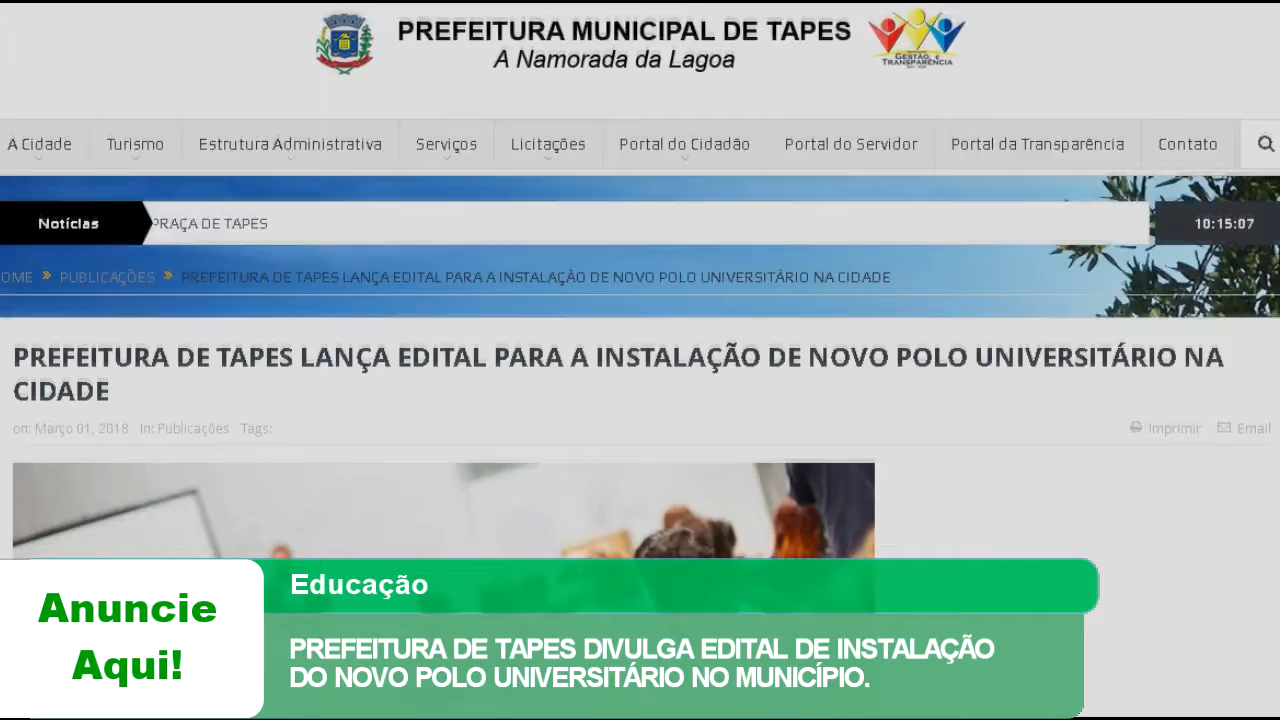 PREFEITURA MUNICIPAL DE TAPES
A Namorada da Lagoa
GESTÃO, E
TRANSPARÊNCIA
A Cidade
Turismo
Estrutura Administrativa
Serviços
Licitações
Portal do Cidadão
Portal do Servidor
Portal da Transparência
Contato
Notícias
PRAÇA DE TAPES
10:15:07
OME » PUBLICAÇÕES » PREFEITURA DE TAPES LANÇA EDITAL PARA A INSTALAÇÃO DE NOVO POLO UNIVERSITÁRIO NA CIDADE
PREFEITURA DE TAPES LANÇA EDITAL PARA A INSTALAÇÃO DE NOVO POLO UNIVERSITÁRIO NA
CIDADE
on: Março 01, 2018 In: Publicações Tags:
Imprimir
Email
Anuncie
Aqui!
Educação
PREFEITURA DE TAPES DIVULGA EDITAL DE INSTALAÇÃO
DO NOVO POLO UNIVERSITÁRIO NO MUNICÍPIO.